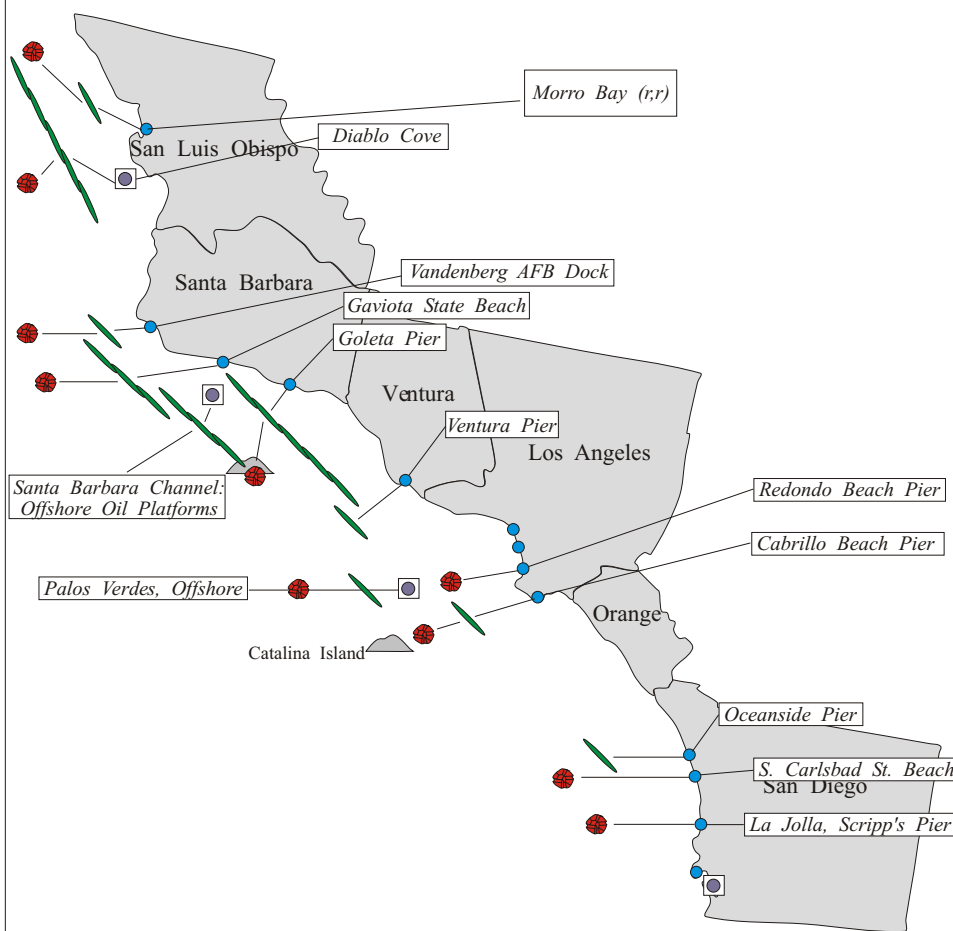 Morro Bay (r,r)
Diablo Cove
San Luis Obispo
Vandenberg AFB Dock
Santa Barbara
Gaviota State Beach
Goleta Pier
Ventura
Ventura Pier
Los Angeles
Santa Barbara Channel:
Offshore Oil Platforms
Redondo Beach Pier
Cabrillo Beach Pier
Palos Verdes, Offshore
Orange
Catalina Island
Oceanside Pier
S. Carlsbad St. Beach
San Diego
La Jolla, Scripp's Pier